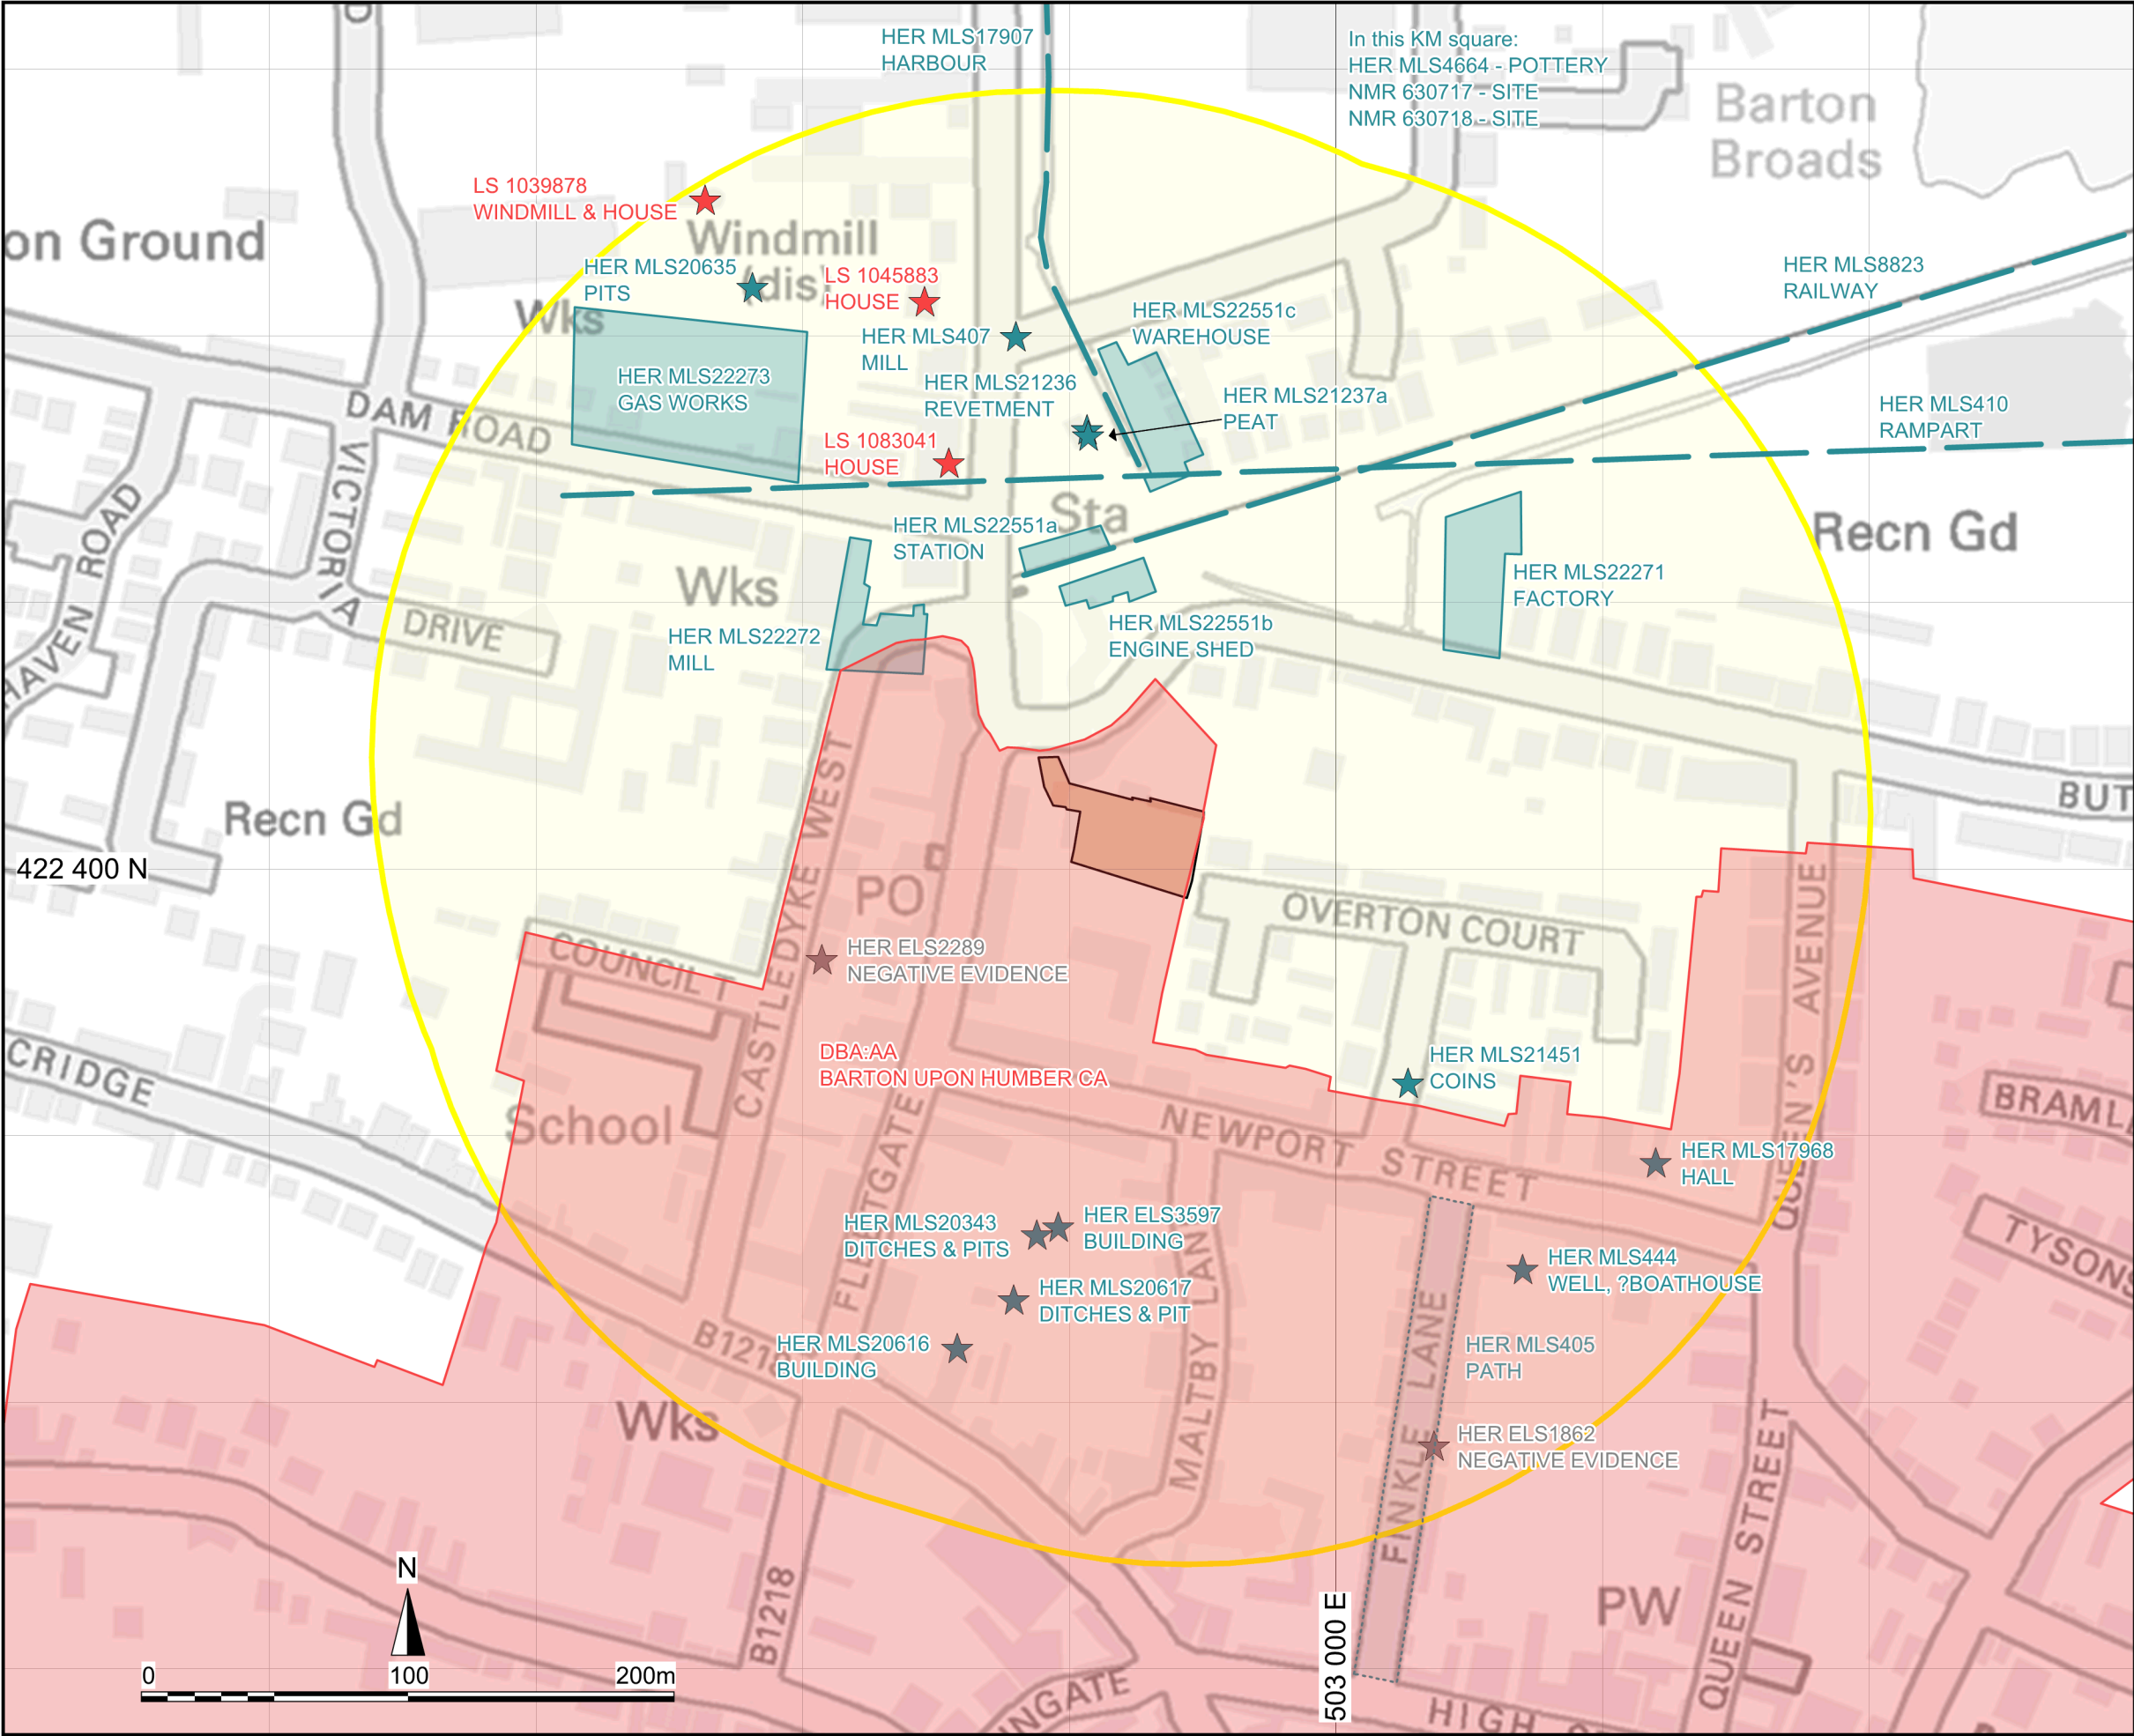 HER MLS17907
HARBOUR
In this KM square:
HER MLS4664 - POTTERY
NMR 630717 - SITE
NMR 630718 - SITE
Barton
Broads
LS 1039878
WINDMILL & HOUSE
on Ground
Windmill
(dis)
HER MLS20635
PITS
LS 1045883
HOUSE
HER MLS8823
RAILWAY
Wks
HER MLS407
MILL
HER MLS22551c
WAREHOUSE
HER MLS22273
GAS WORKS
HER MLS21236
REVETMENT
HER MLS21237a
PEAT
HER MLS410
RAMPART
DAM ROAD
LS 1083041
HOUSE
VICTORIA
DRIVE
HAVEN ROAD
Sta
HER MLS22551a
STATION
Recn Gd
Wks
HER MLS22271
FACTORY
HER MLS22272
MILL
HER MLS22551b
ENGINE SHED
Recn Gd
BUT
422 400 N
CASTLEDYKE WEST
PO
OVERTON COURT
QUEEN'S AVENUE
COUNCIL T
HER ELS2289
NEGATIVE EVIDENCE
CRIDGE
DBA:AA
BARTON UPON HUMBER CA
HER MLS21451
COINS
School
NEWPORT STREET
BRAML
HER MLS17968
HALL
FLEETGATE
HER MLS20343
DITCHES & PITS
HER ELS3597
BUILDING
TYSONS
HER MLS444
WELL, ?BOATHOUSE
HER MLS20617
DITCHES & PIT
MALTBY LANE
B1218
HER MLS20616
BUILDING
HER MLS405
PATH
Wks
FINKLE LANE
HER ELS1862
NEGATIVE EVIDENCE
QUEEN STREET
N
B1218
PW
0 100 200m
503 000 E
NGATE
HIGH